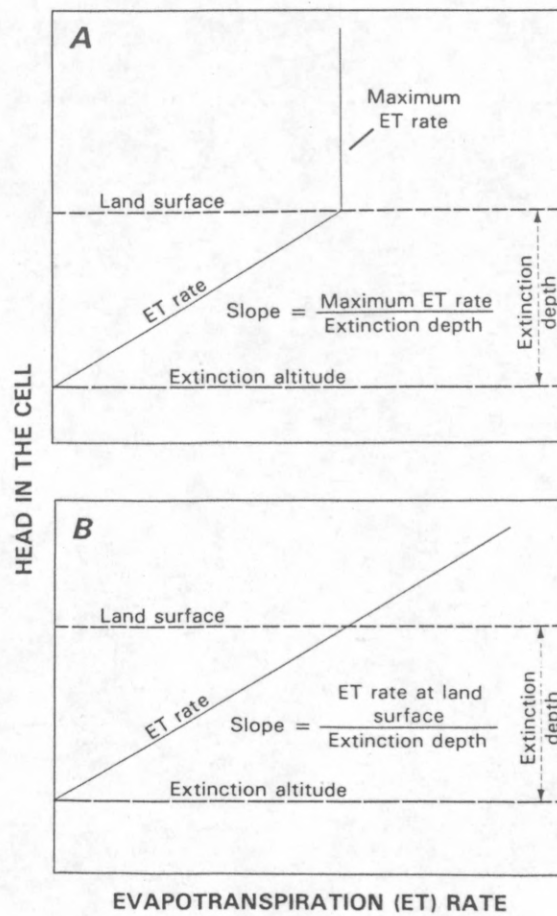 A
Maximum
ET rate
Land surface
ET rate
Slope = Maximum ET rate
Extinction depth
Extinction
depth
Extinction altitude
HEAD IN THE CELL
B
Land surface
ET rate
Slope = ET rate at land
surface
Extinction depth
Extinction
depth
Extinction altitude
EVAPOTRANSPIRATION (ET) RATE